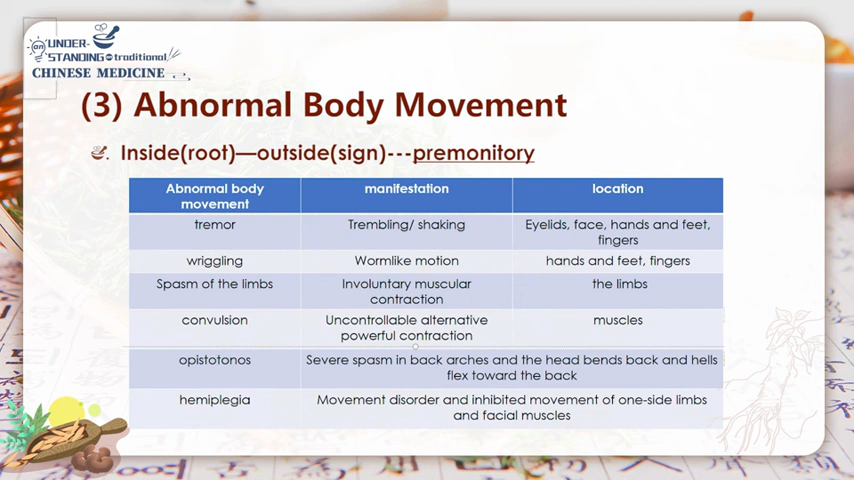 an UNDER-
STANDING OF traditional
CHINESE MEDICINE
(3) Abnormal Body Movement
Inside(root)—outside(sign)---premonitory
Abnormal body manifestation location
movement
tremor Trembling/ shaking Eyelids, face, hands and feet,
fingers
wriggling Wormlike motion hands and feet, fingers
Spasm of the limbs Involuntary muscular the limbs
contraction
convulsion Uncontrollable alternative muscles
powerful contraction
opistotonos Severe spasm in back arches and the head bends back and hells
flex toward the back
hemiplegia Movement disorder and inhibited movement of one-side limbs
and facial muscles